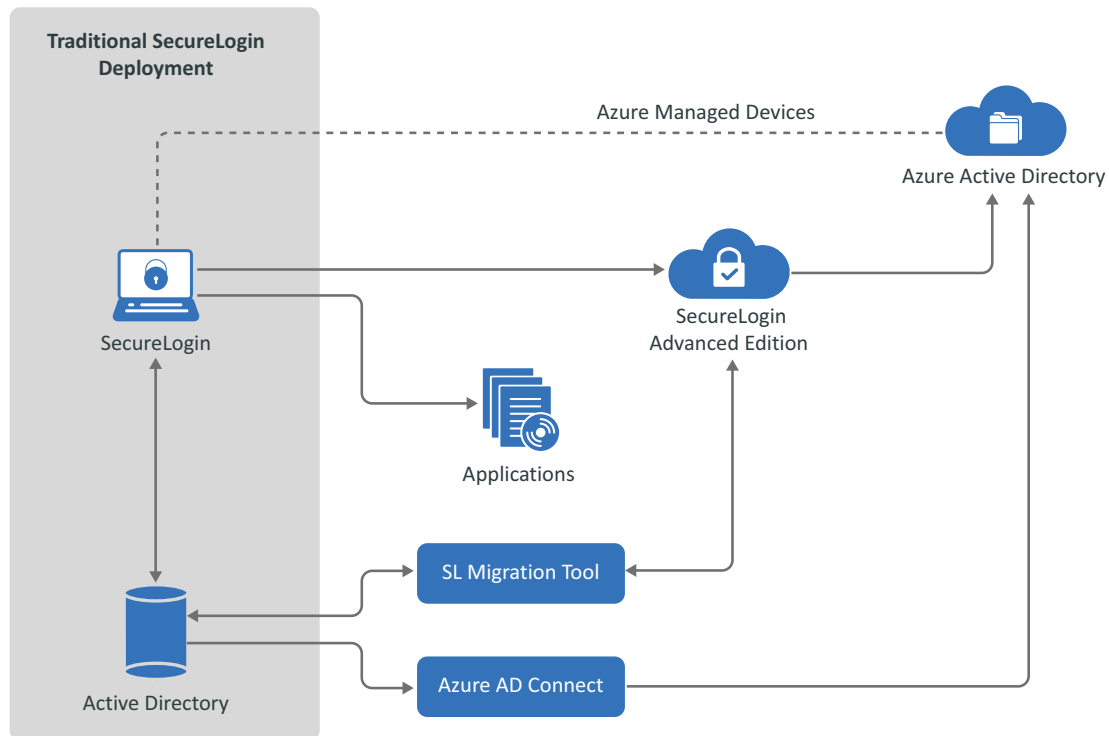 Traditional SecureLogin
Deployment
Azure Managed Devices
Azure Active Directory
SecureLogin
SecureLogin
Advanced Edition
Applications
SL Migration Tool
Azure AD Connect
Active Directory